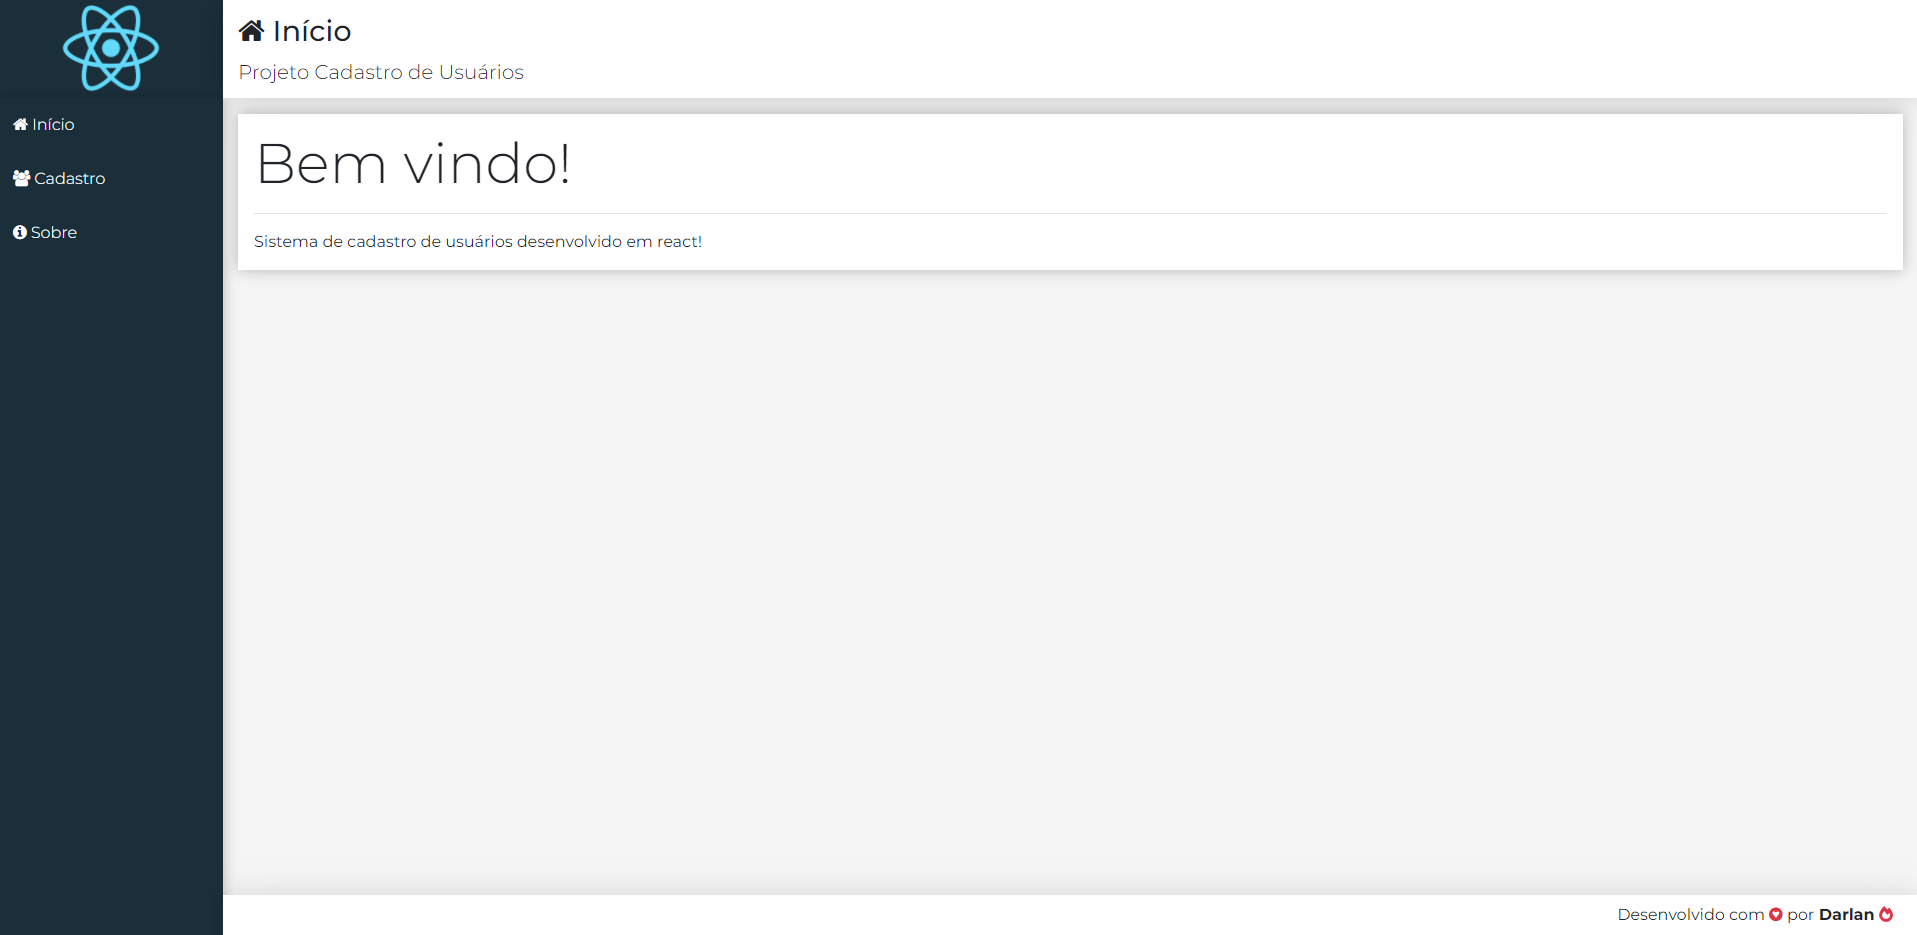 Início
Cadastro
Sobre
Início
Projeto Cadastro de Usuários
Bem vindo!
Sistema de cadastro de usuários desenvolvido em react!
Desenvolvido com por Darlan